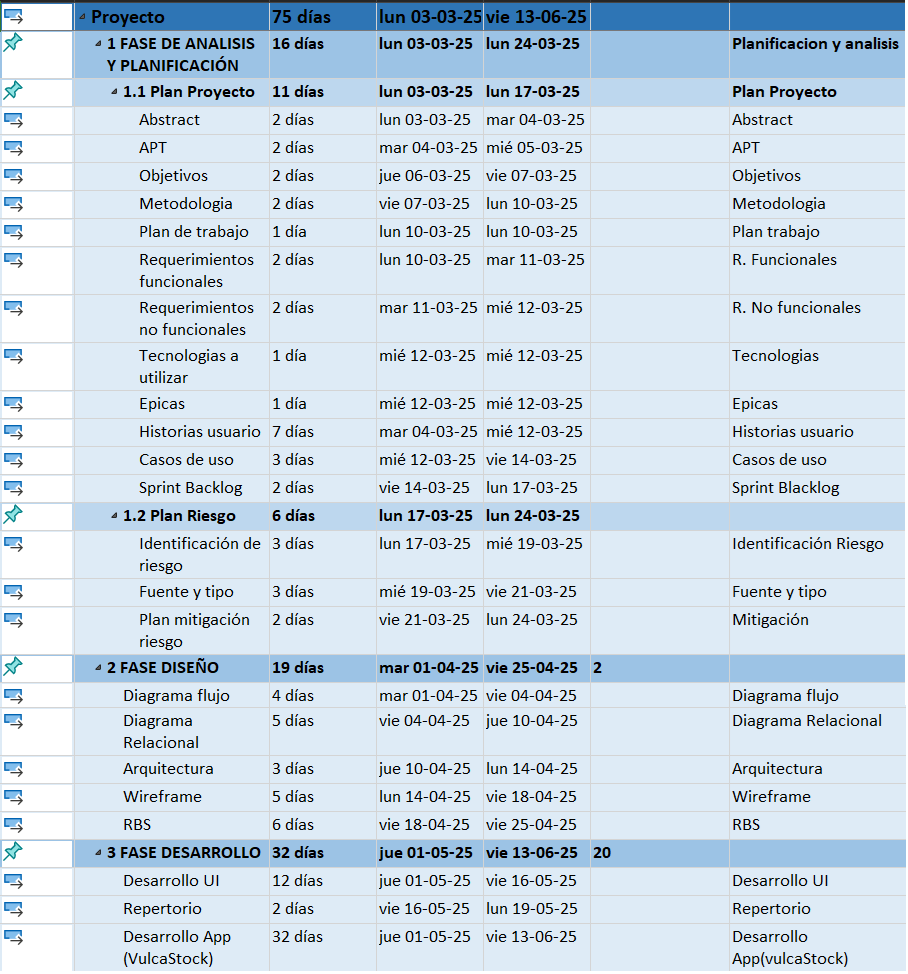 Proyecto 75 días lun 03-03-25 vie 13-06-25
1 FASE DE ANALISIS 16 días lun 03-03-25 lun 24-03-25 Planificacion y analisis
Y PLANIFICACIÓN
1.1 Plan Proyecto 11 días lun 03-03-25 lun 17-03-25 Plan Proyecto
Abstract 2 días lun 03-03-25 mar 04-03-25 Abstract
APT 2 días mar 04-03-25 mié 05-03-25 APT
Objetivos 2 días jue 06-03-25 vie 07-03-25 Objetivos
Metodologia 2 días vie 07-03-25 lun 10-03-25 Metodologia
Plan de trabajo 1 día lun 10-03-25 lun 10-03-25 Plan trabajo
Requerimientos 2 días lun 10-03-25 mar 11-03-25 R. Funcionales
funcionales
Requerimientos 2 días mar 11-03-25 mié 12-03-25 R. No funcionales
no funcionales
Tecnologias a 1 día mié 12-03-25 mié 12-03-25 Tecnologias
utilizar
Epicas 1 día mié 12-03-25 mié 12-03-25 Epicas
Historias usuario 7 días mar 04-03-25 mié 12-03-25 Historias usuario
Casos de uso 3 días mié 12-03-25 vie 14-03-25 Casos de uso
Sprint Backlog 2 días vie 14-03-25 lun 17-03-25 Sprint Blacklog
1.2 Plan Riesgo 6 días lun 17-03-25 lun 24-03-25
Identificación de 3 días lun 17-03-25 mié 19-03-25 Identificación Riesgo
riesgo
Fuente y tipo 3 días mié 19-03-25 vie 21-03-25 Fuente y tipo
Plan mitigación 2 días vie 21-03-25 lun 24-03-25 Mitigación
riesgo
2 FASE DISEÑO 19 días mar 01-04-25 vie 25-04-25 2
Diagrama flujo 4 días mar 01-04-25 vie 04-04-25 Diagrama flujo
Diagrama 5 días vie 04-04-25 jue 10-04-25 Diagrama Relacional
Relacional
Arquitectura 3 días jue 10-04-25 lun 14-04-25 Arquitectura
Wireframe 5 días lun 14-04-25 vie 18-04-25 Wireframe
RBS 6 días vie 18-04-25 vie 25-04-25 RBS
3 FASE DESARROLLO 32 días jue 01-05-25 vie 13-06-25 20
Desarrollo UI 12 días jue 01-05-25 vie 16-05-25 Desarrollo UI
Repertorio 2 días vie 16-05-25 lun 19-05-25 Repertorio
Desarrollo App 32 días jue 01-05-25 vie 13-06-25 Desarrollo
(VulcaStock) App(vulcaStock)